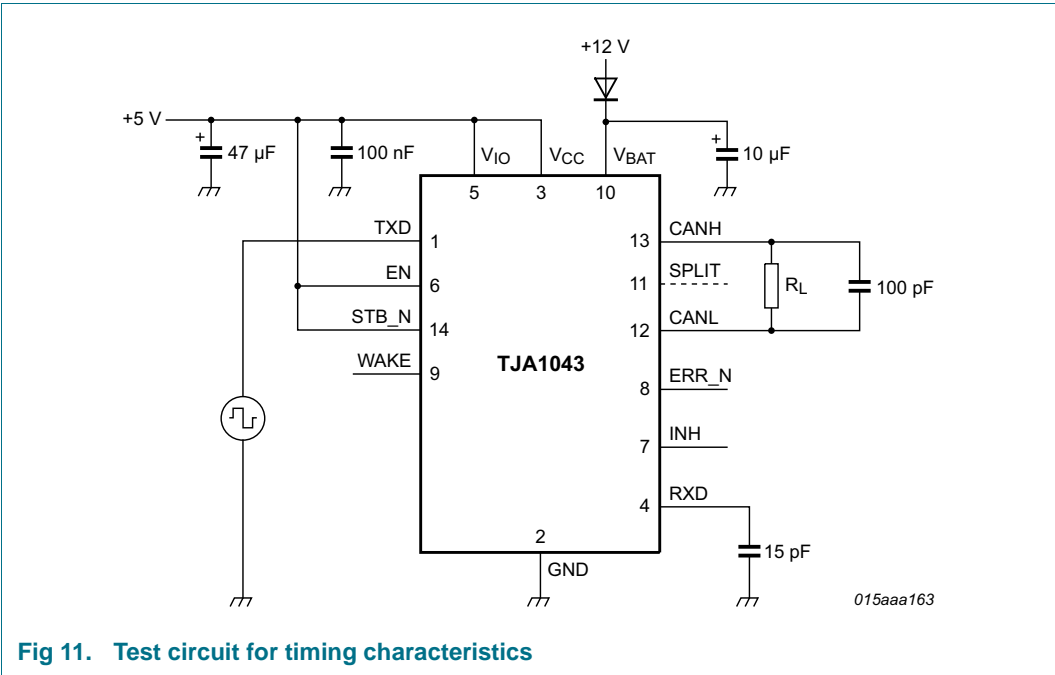 +12 V
+5 V
+
47 µF
100 nF
VIO
VCC
VBAT
+
10 µF
5
3
10
TXD
1
13
CANH
EN
6
11
SPLIT
RL
100 pF
STB_N
14
12
CANL
WAKE
9
TJA1043
8
ERR_N
7
INH
4
RXD
2
GND
15 pF
015aaa163
Fig 11. Test circuit for timing characteristics